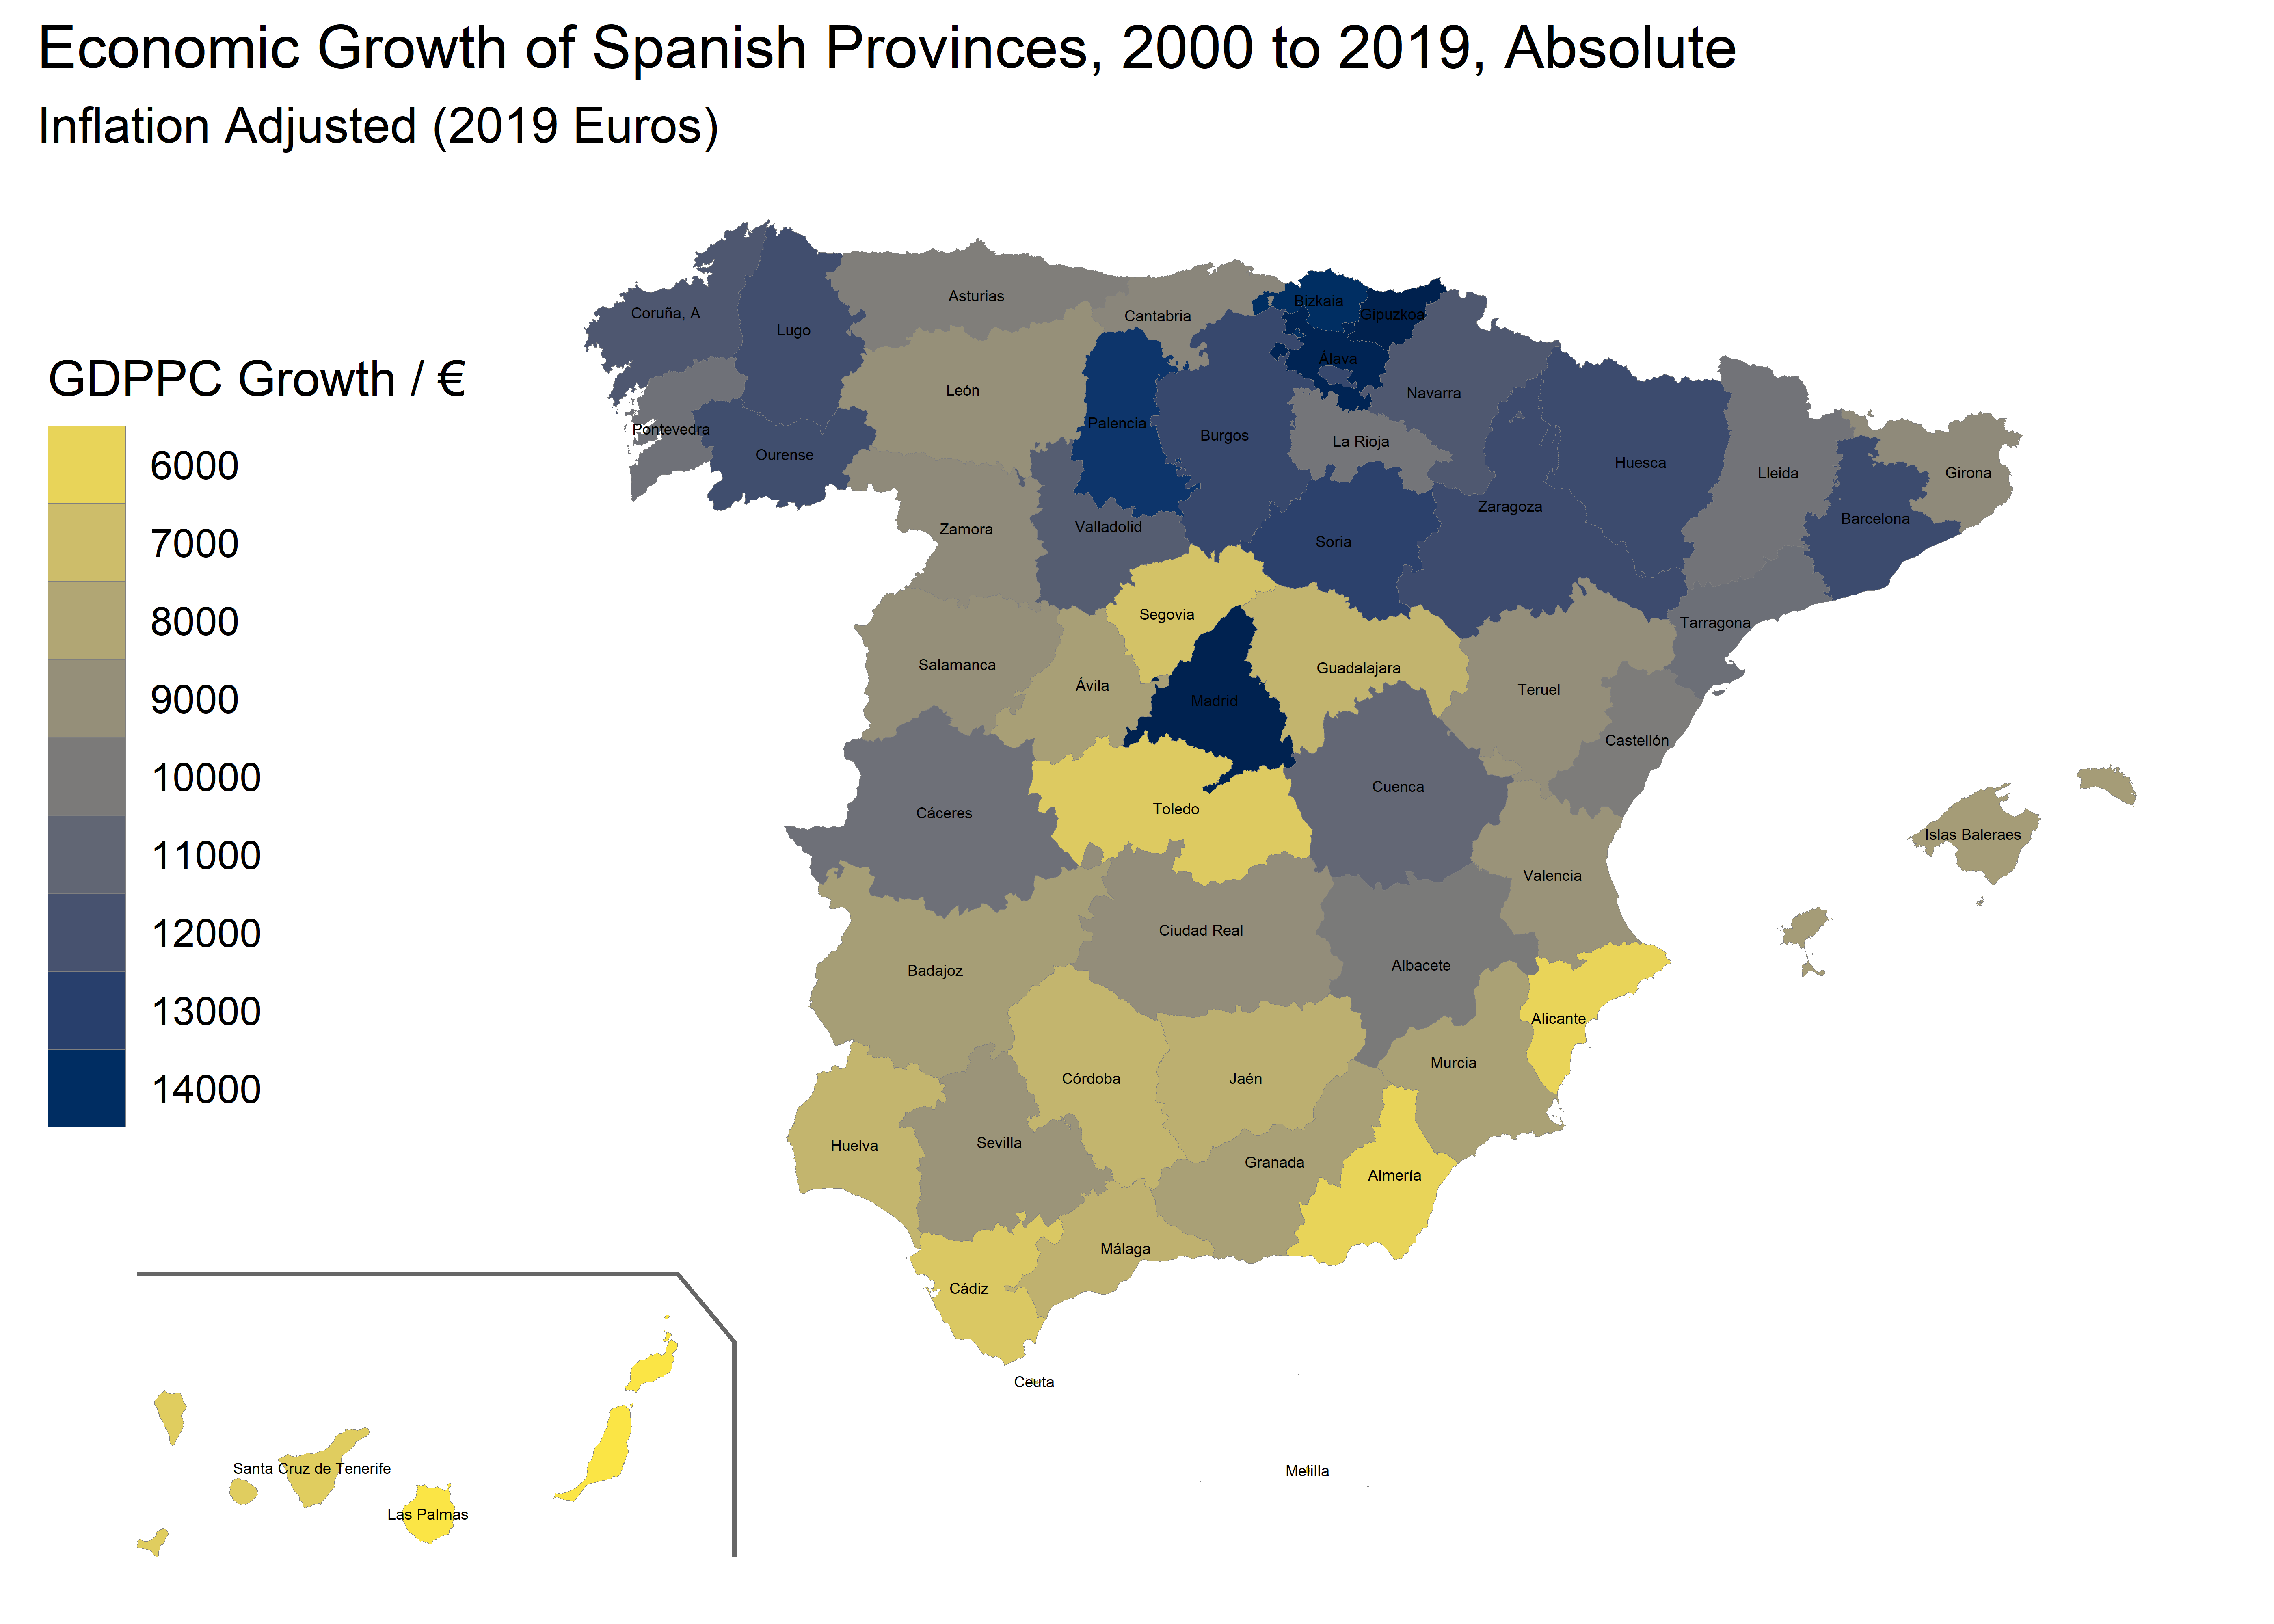 Economic Growth of Spanish Provinces, 2000 to 2019, Absolute
Inflation Adjusted (2019 Euros)
GDPPC Growth / €
6000
7000
8000
9000
10000
11000
12000
13000
14000
Coruña, A
Lugo
Asturias
Cantabria
Bizkaia
Gipuzkoa
Álava
Navarra
León
Palencia
Burgos
La Rioja
Pontevedra
Ourense
Huesca
Lleida
Girona
Zaragoza
Barcelona
Zamora
Valladolid
Soria
Segovia
Tarragona
Salamanca
Ávila
Guadalajara
Teruel
Madrid
Castellón
Cáceres
Toledo
Cuenca
Islas Baleraes
Valencia
Ciudad Real
Badajoz
Albacete
Alicante
Murcia
Córdoba
Jaén
Huelva
Sevilla
Granada
Almería
Málaga
Cádiz
Ceuta
Melilla
Santa Cruz de Tenerife
Las Palmas